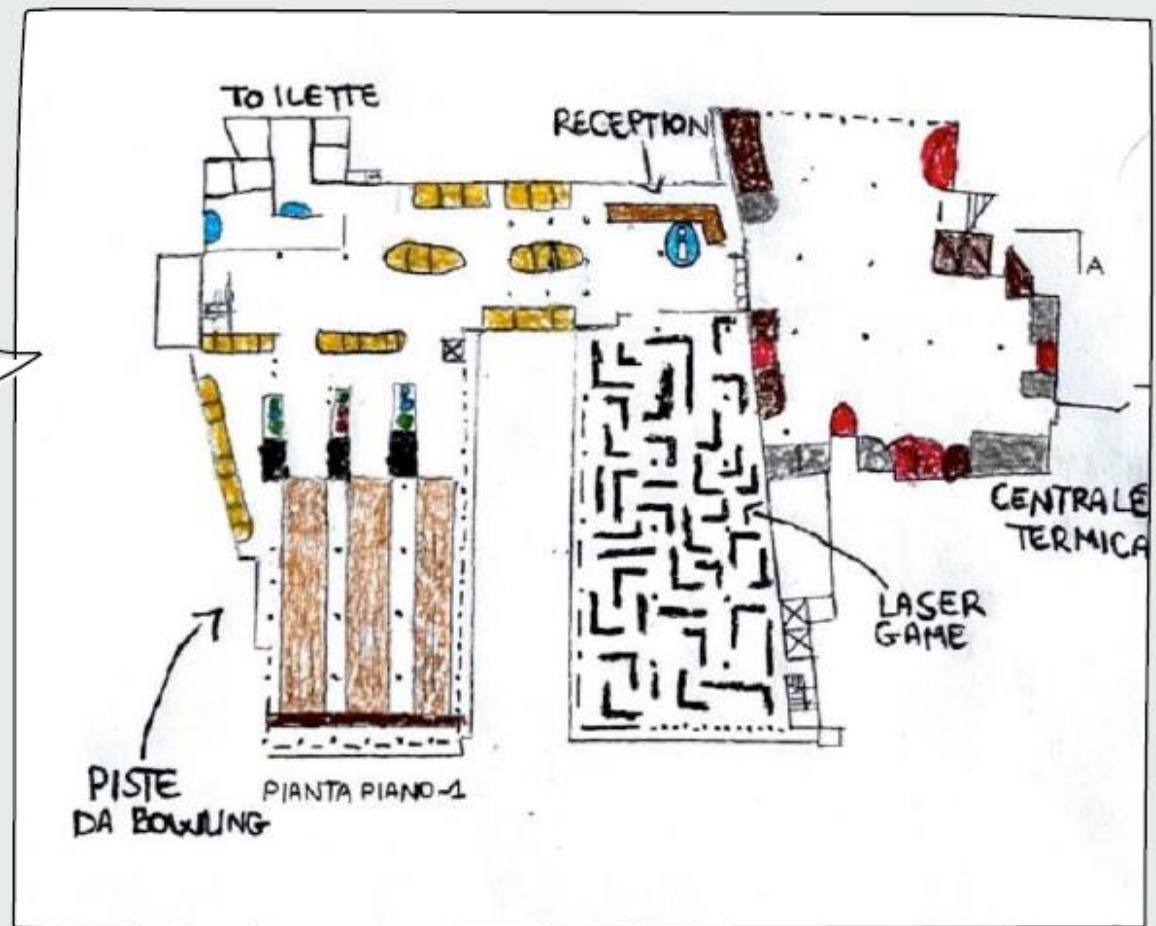 TOILETTE
RECEPTION
A
CENTRALE
TERMICA
LASER
GAME
PISTE
DA BOWLING
PIANTA PIANO-1